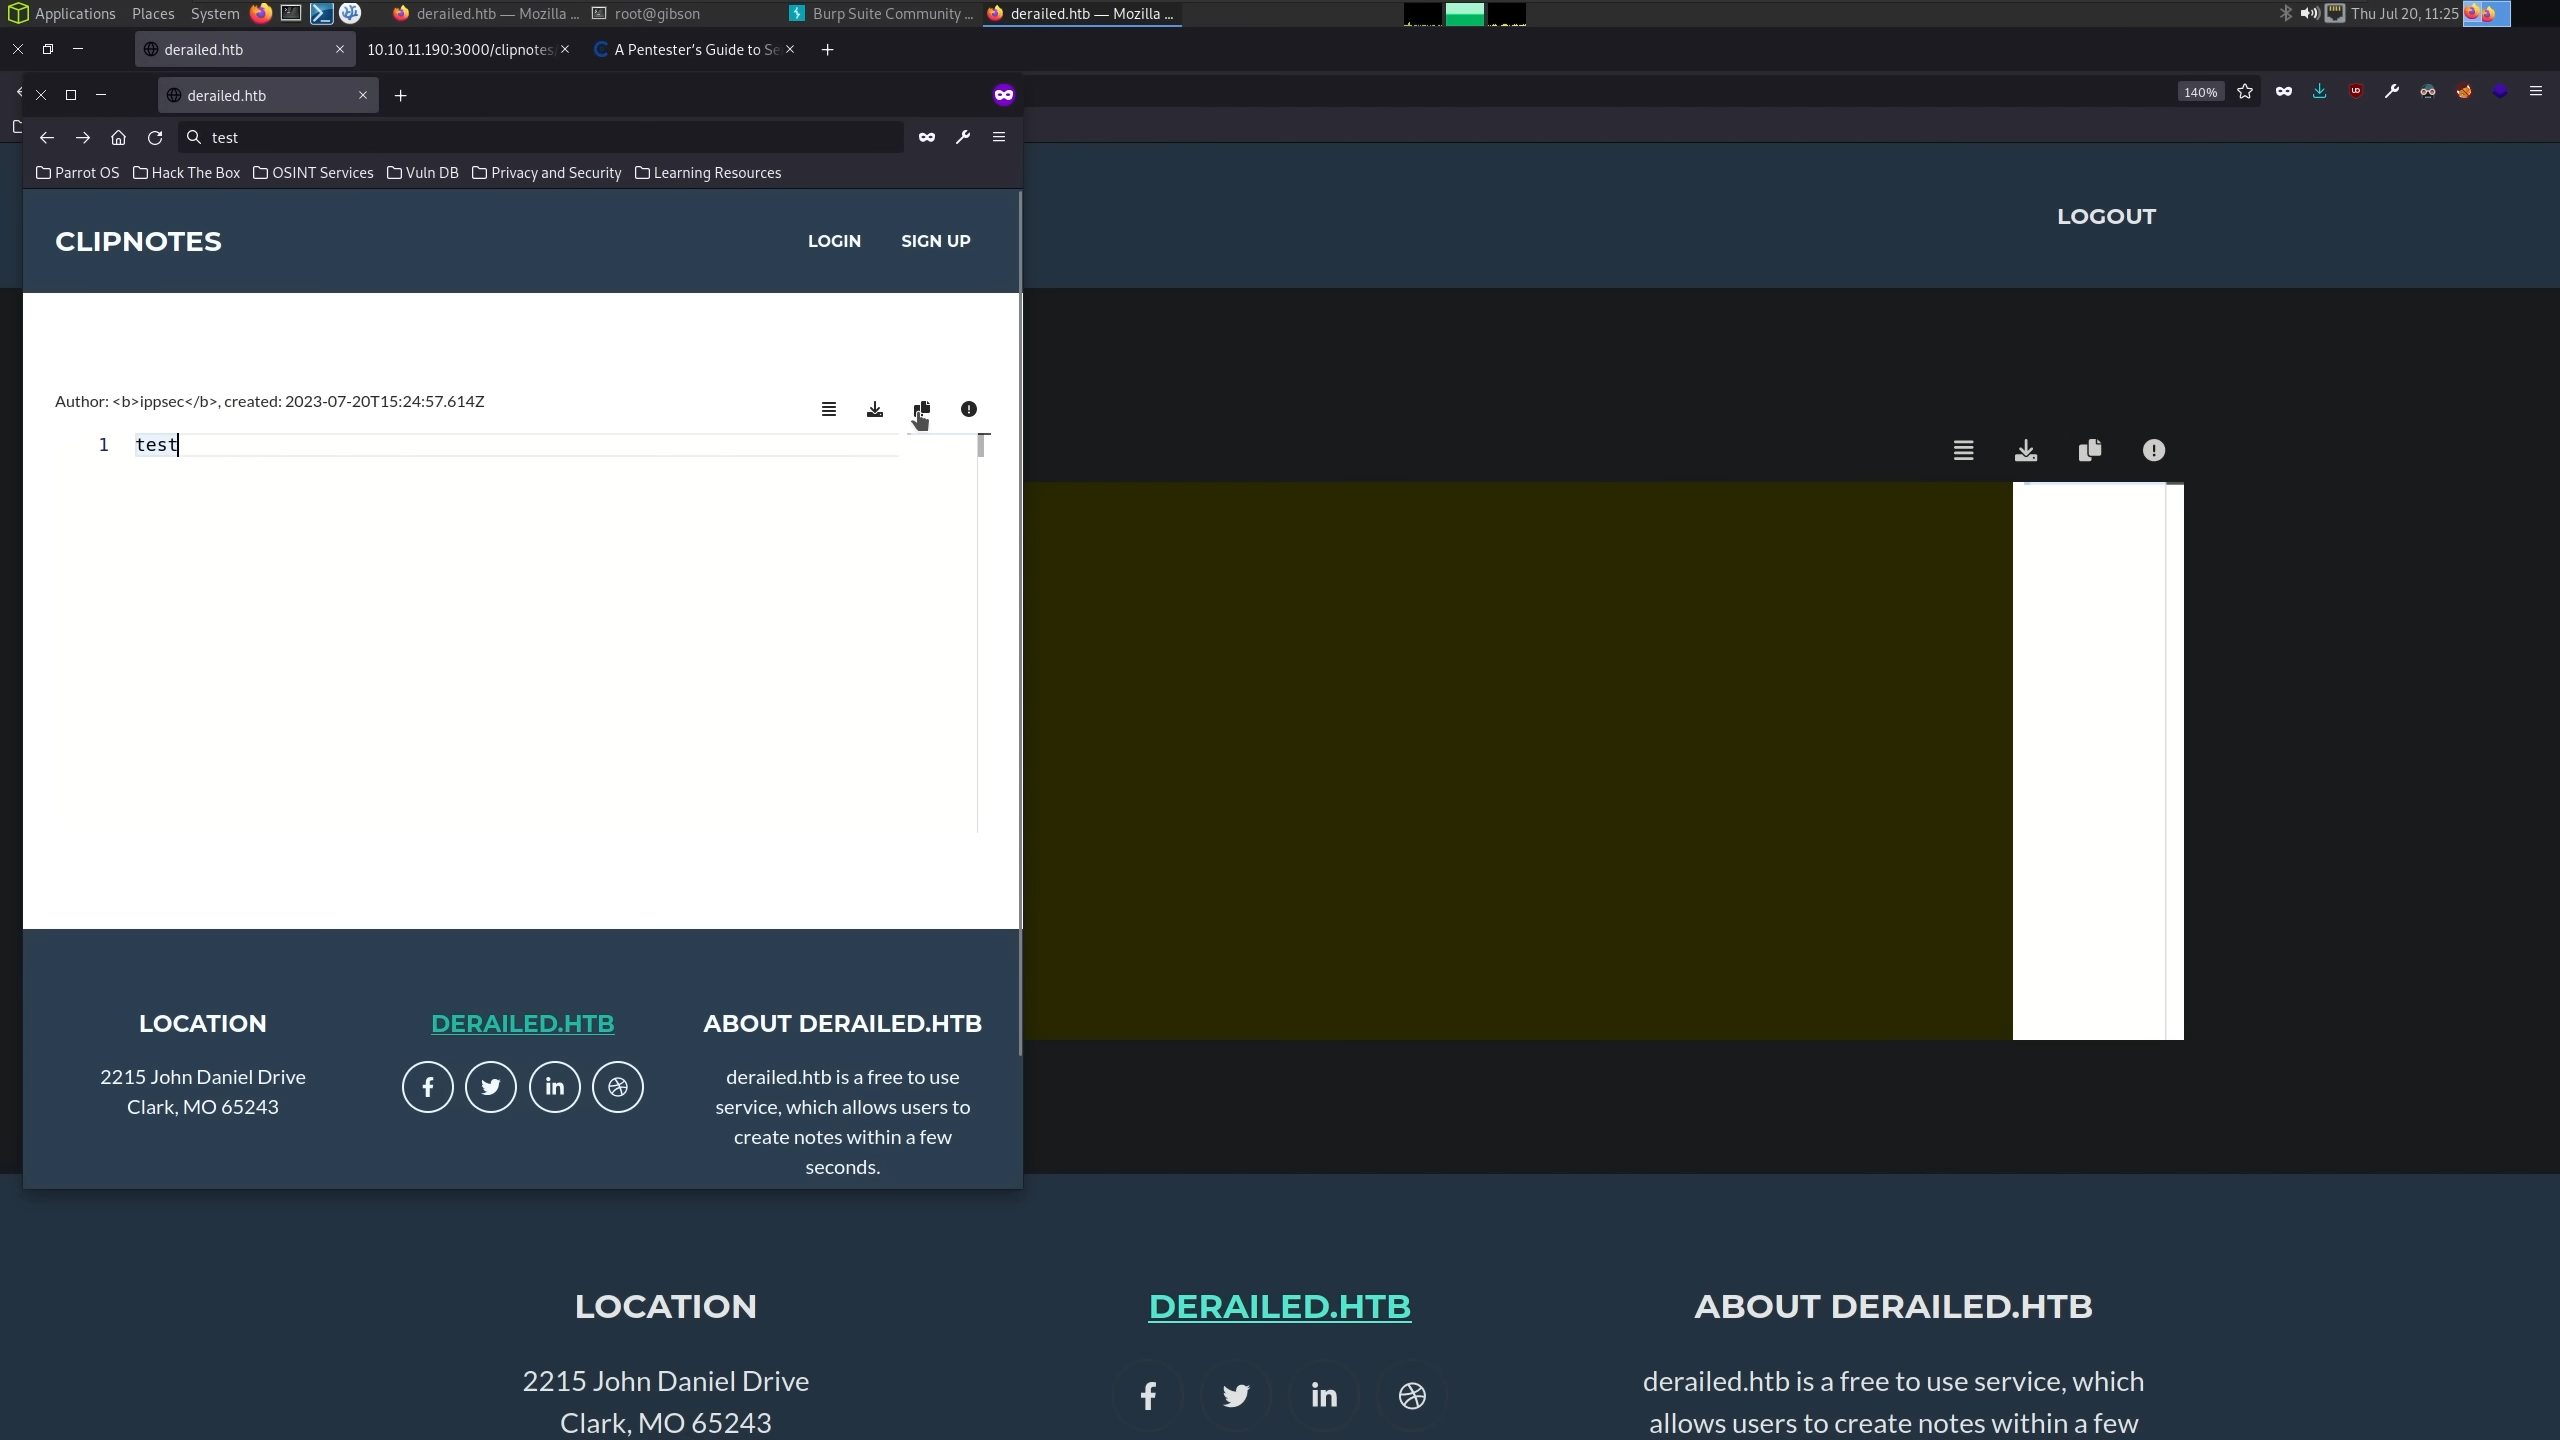 Applications Places System derailed.htb — Mozilla ... root@gibson Burp Suite Community ... derailed.htb — Mozilla ... Thu Jul 20, 11:25
derailed.htb 10.10.11.190:3000/clipnotes A Pentester's Guide to Se
140%
derailed.htb
test
Parrot OS Hack The Box OSINT Services Vuln DB Privacy and Security Learning Resources
CLIPNOTES LOGIN SIGN UP
LOGOUT
Author: <b>ippsec</b>, created: 2023-07-20T15:24:57.614Z
1 test
LOCATION
2215 John Daniel Drive
Clark, MO 65243
DERAILED.HTB
ABOUT DERAILED.HTB
derailed.htb is a free to use
service, which allows users to
create notes within a few
seconds.
LOCATION
2215 John Daniel Drive
Clark, MO 65243
DERAILED.HTB
ABOUT DERAILED.HTB
derailed.htb is a free to use service, which
allows users to create notes within a few